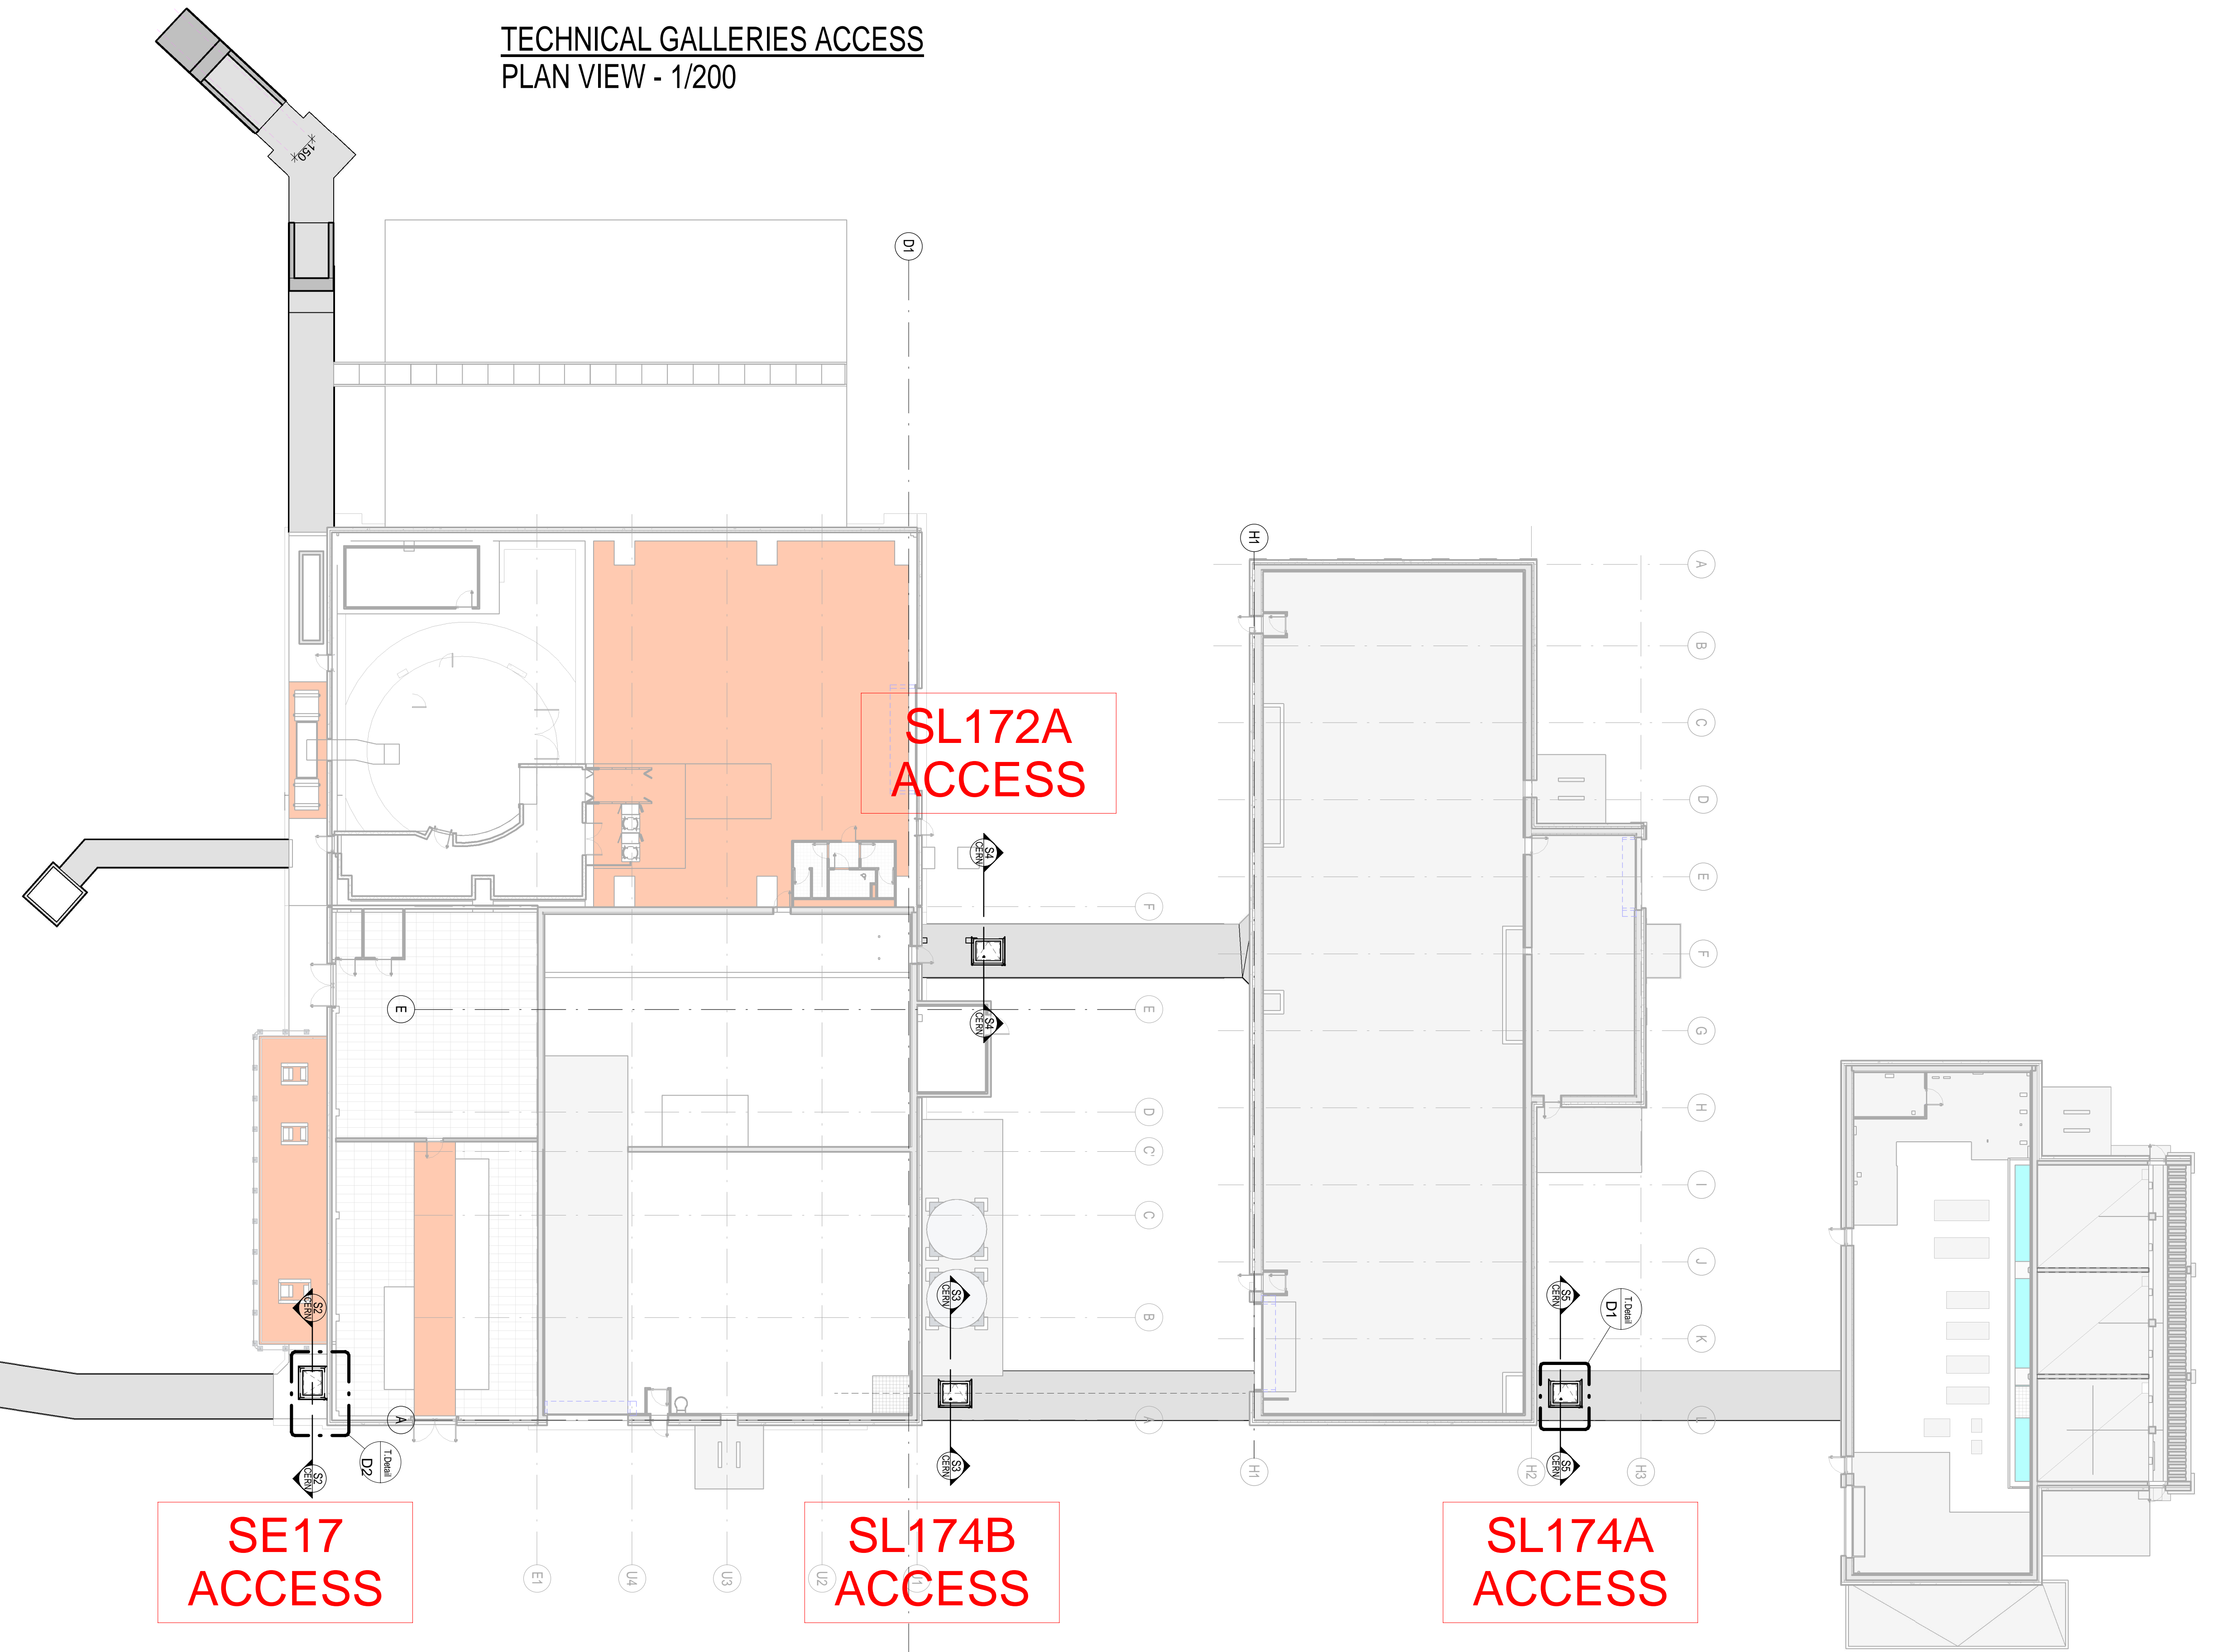 TECHNICAL GALLERIES ACCESS
PLAN VIEW - 1/200
150
D1
H1
A
B
C
D
E
F
G
H
I
J
K
L
SL172A
ACCESS
S4
CERN
S4
CERN
F
E
D
C'
C
B
A
E
A
S2
CERN
S2
CERN
T.Detail
D2
S3
CERN
S3
CERN
S5
CERN
S5
CERN
T.Detail
D1
H1
H2
H3
E1
U4
U3
U2
U1
SE17
ACCESS
SL174B
ACCESS
SL174A
ACCESS